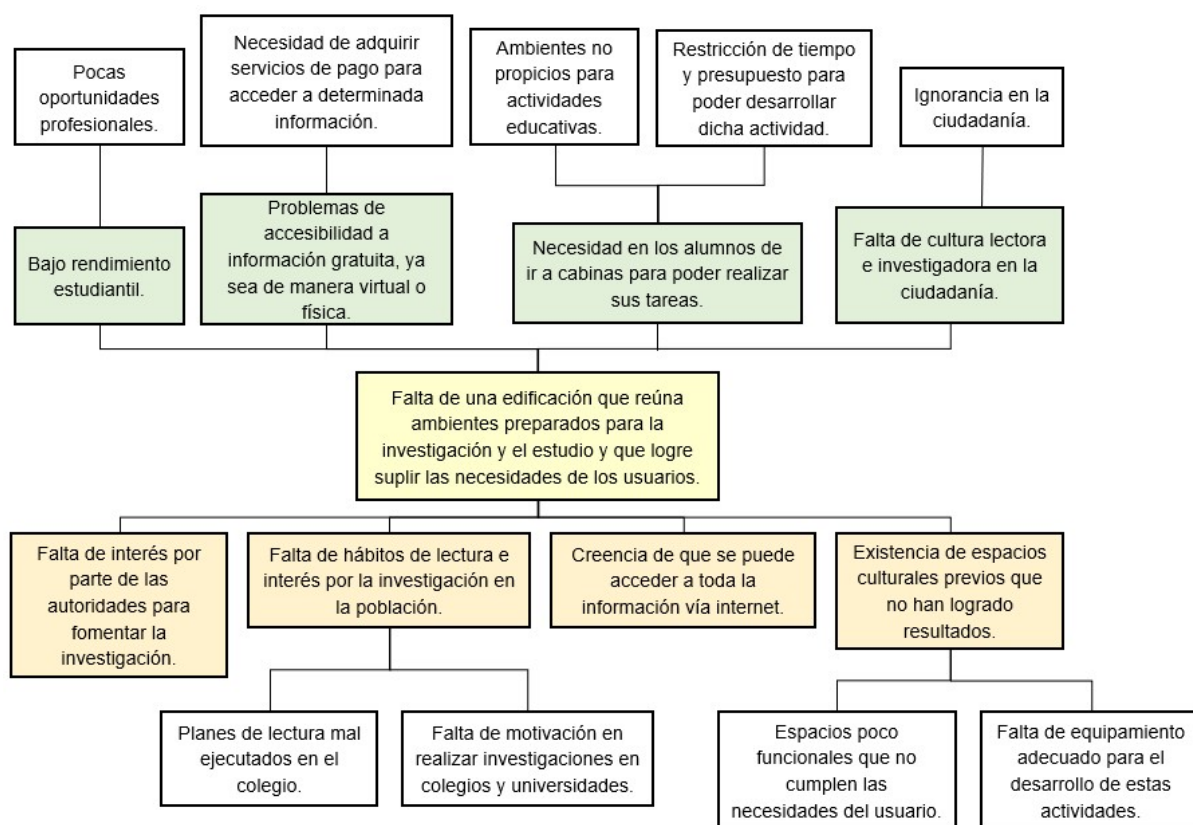 Pocas
oportunidades
profesionales.
Necesidad de adquirir
servicios de pago para
acceder a determinada
información.
Ambientes no
propicios para
actividades
educativas.
Restricción de tiempo
y presupuesto para
poder desarrollar
dicha actividad.
Ignorancia en la
ciudadanía.
Bajo rendimiento
estudiantil.
Problemas de
accesibilidad a
información gratuita, ya
sea de manera virtual o
física.
Necesidad en los alumnos de
ir a cabinas para poder realizar
sus tareas.
Falta de cultura lectora
e investigadora en la
ciudadanía.
Falta de una edificación que reúna
ambientes preparados para la
investigación y el estudio y que logre
suplir las necesidades de los usuarios.
Falta de interés por
parte de las
autoridades para
fomentar la
investigación.
Falta de hábitos de lectura e
interés por la investigación en
la población.
Creencia de que se puede
acceder a toda la
información vía internet.
Existencia de espacios
culturales previos que
no han logrado
resultados.
Planes de lectura mal
ejecutados en el
colegio.
Falta de motivación en
realizar investigaciones en
colegios y universidades.
Espacios poco
funcionales que no
cumplen las
necesidades del usuario.
Falta de equipamiento
adecuado para el
desarrollo de estas
actividades.